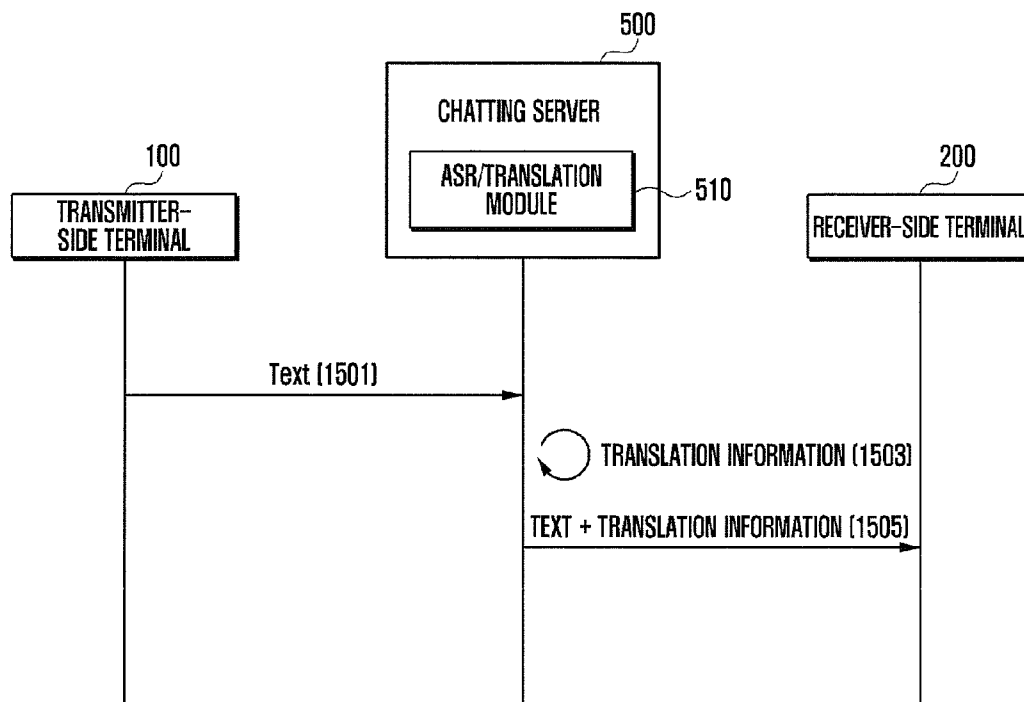 500
CHATTING SERVER
ASR/TRANSLATION
MODULE
510
100
TRANSMITTER-
SIDE TERMINAL
200
RECEIVER-SIDE TERMINAL
Text (1501)
TRANSLATION INFORMATION (1503)
TEXT + TRANSLATION INFORMATION (1505)